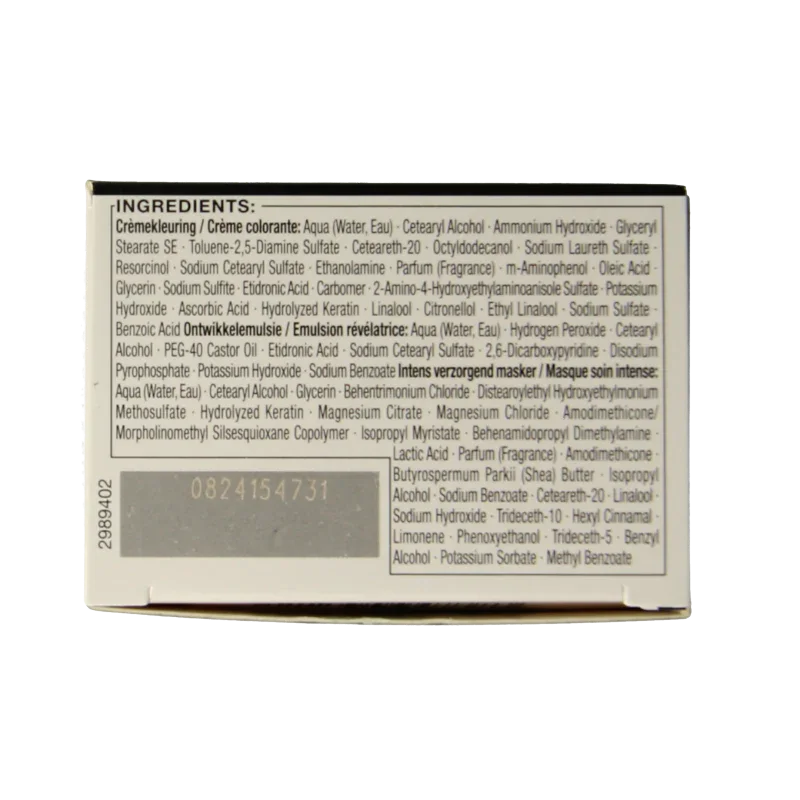 INGREDIENTS:
Crèmekleuring / Crème colorante: Aqua (Water, Eau) · Cetearyl Alcohol · Ammonium Hydroxide · Glyceryl
Stearate SE · Toluene-2,5-Diamine Sulfate · Ceteareth-20 · Octyldodecanol · Sodium Laureth Sulfate ·
Resorcinol · Sodium Cetearyl Sulfate · Ethanolamine · Parfum (Fragrance) · m-Aminophenol · Oleic Acid ·
Glycerin · Sodium Sulfite · Etidronic Acid · Carbomer · 2-Amino-4-Hydroxyethylaminoanisole Sulfate · Potassium
Hydroxide · Ascorbic Acid · Hydrolyzed Keratin · Linalool · Citronellol · Ethyl Linalool · Sodium Sulfate ·
Benzoic Acid Ontwikkelemulsie / Emulsion révélatrice: Aqua (Water, Eau) · Hydrogen Peroxide · Cetearyl
Alcohol · PEG-40 Castor Oil · Etidronic Acid · Sodium Cetearyl Sulfate · 2,6-Dicarboxypyridine · Disodium
Pyrophosphate · Potassium Hydroxide · Sodium Benzoate Intens verzorgend masker / Masque soin intense:
Aqua (Water, Eau) · Cetearyl Alcohol · Glycerin · Behentrimonium Chloride · Distearoylethyl Hydroxyethylmonium
Methosulfate · Hydrolyzed Keratin · Magnesium Citrate · Magnesium Chloride · Amodimethicone/
Morpholinomethyl Silsesquioxane Copolymer · Isopropyl Myristate · Behenamidopropyl Dimethylamine ·
Lactic Acid · Parfum (Fragrance) · Amodimethicone ·
Butyrospermum Parkii (Shea) Butter · Isopropyl
Alcohol · Sodium Benzoate · Ceteareth-20 · Linalool ·
Sodium Hydroxide · Trideceth-10 · Hexyl Cinnamal ·
Limonene · Phenoxyethanol · Trideceth-5 · Benzyl
Alcohol · Potassium Sorbate · Methyl Benzoate
0824154731
2989402